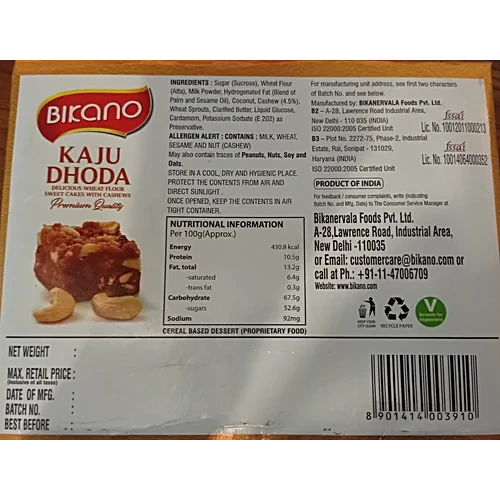 BIKANO
KAJU
DHODA
DELICIOUS WHEAT FLOUR
SWEET CAKES WITH CASHEWS
Premium Quality
INGREDIENTS : Sugar (Sucrose), Wheat Flour
(Atta), Milk Powder, Hydrogenated Fat (Blend of
Palm and Sesame Oil), Coconut, Cashew (4.5%),
Wheat Sprouts, Clarified Butter, Liquid Glucose,
Cardamom, Potassium Sorbate (E 202) as
Preservative.
ALLERGEN ALERT : CONTAINS : MILK, WHEAT,
SESAME AND NUT (CASHEW)
May also contain traces of Peanuts, Nuts, Soy and
Oats.
STORE IN A COOL, DRY AND HYGIENIC PLACE.
PROTECT THE CONTENTS FROM AIR AND
DIRECT SUNLIGHT.
ONCE OPENED, KEEP THE CONTENTS IN AIR
TIGHT CONTAINER.
NUTRITIONAL INFORMATION
Per 100g(Approx.)
Energy 430.8 kcal
Protein 10.5g
Fat, total 13.2g
-saturated 6.4g
-trans fat 0.3g
Carbohydrate 67.5g
-sugars 52.6g
Sodium 92mg
CEREAL BASED DESSERT (PROPRIETARY FOOD)
For manufacturing unit address, see first two characters
of Batch No. and see below.
Manufactured by: BIKANERVALA Foods Pvt. Ltd.
B2 – A-28, Lawrence Road Industrial Area,
New Delhi -110 035 (INDIA)
ISO 22000:2005 Certified Unit
fssai
Lic. No. 10012011000213
B3 – Plot No. 2272-75, Phase-2, Industrial
Estate, Rai, Sonipat - 131029,
Haryana (INDIA)
ISO 22000:2005 Certified Unit
fssai
Lic. No. 10014064000352
PRODUCT OF INDIA
For feedback / consumer complaints, write (indicating
Batch No. and Mfg. Date) to The Consumer Service Manager at
Bikanervala Foods Pvt. Ltd.
A-28,Lawrence Road, Industrial Area,
New Delhi -110035
or Email: customercare@bikano.com or
call at Ph.: +91-11-47006709
Website: www.bikano.com
KEEP YOUR
CITY CLEAN
RECYCLE PAPER
V
Suitable for
Vegetarians
NET WEIGHT :
MAX. RETAIL PRICE :
(Inclusive of all taxes)
DATE OF MFG. :
BATCH NO. :
BEST BEFORE :
8 901414 003910